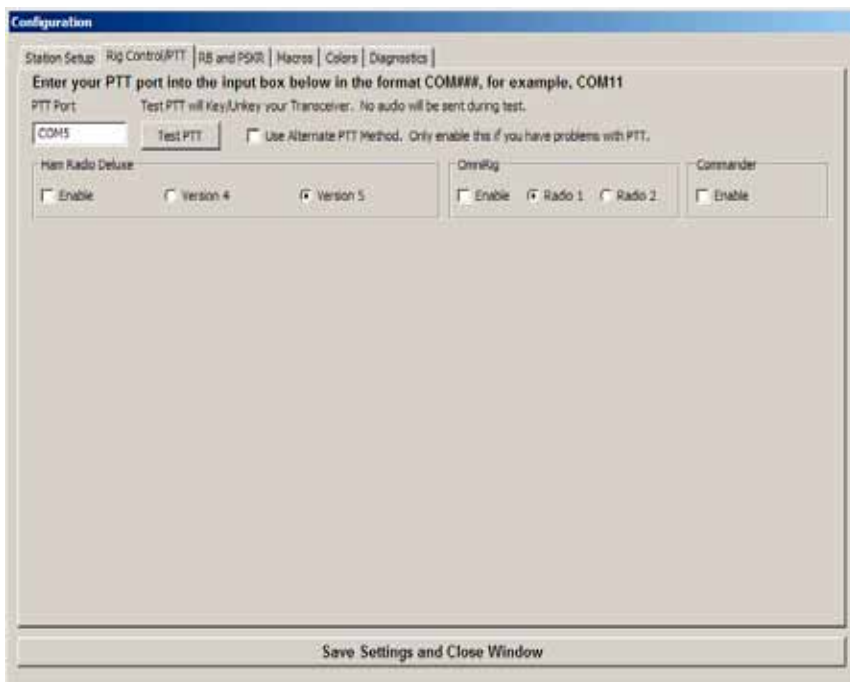 Configuration
Station Setup Rig Control/PTT RB and PSKR Macros Colors Diagnostics
Enter your PTT port into the input box below in the format COM###, for example, COM11
PTT Port Test PTT will Key/Unkey your Transceiver. No audio will be sent during test.
COM5 Test PTT Use Alternate PTT Method. Only enable this if you have problems with PTT.
Ham Radio Deluxe OmniRig Commander
Enable Version 4 Version 5 Enable Radio 1 Radio 2 Enable
Save Settings and Close Window